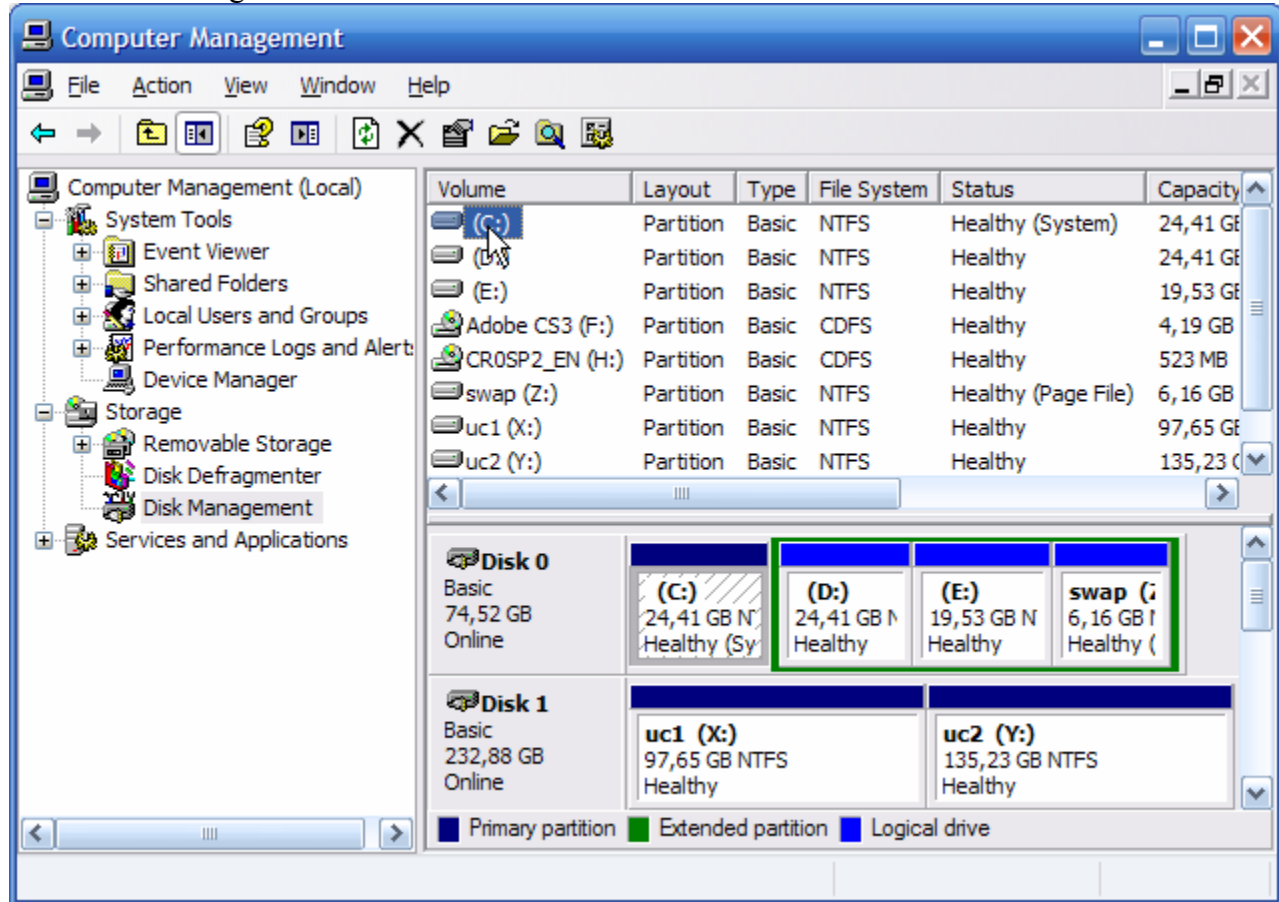 Computer Management
File Action View Window Help
Computer Management (Local)
System Tools
Event Viewer
Shared Folders
Local Users and Groups
Performance Logs and Alert
Device Manager
Storage
Removable Storage
Disk Defragmenter
Disk Management
Services and Applications
Volume Layout Type File System Status Capacity
(C:) Partition Basic NTFS Healthy (System) 24,41 GB
Partition Basic NTFS Healthy 24,41 GB
(E:) Partition Basic NTFS Healthy 19,53 GB
Adobe CS3 (F:) Partition Basic CDFS Healthy 4,19 GB
CR0SP2_EN (H:) Partition Basic CDFS Healthy 523 MB
swap (Z:) Partition Basic NTFS Healthy (Page File) 6,16 GB
uc1 (X:) Partition Basic NTFS Healthy 97,65 GB
uc2 (Y:) Partition Basic NTFS Healthy 135,23
Disk 0
Basic
74,52 GB
Online
(C:)
24,41 GB
Healthy (Sy
(D:)
24,41 GB N
Healthy
(E:)
19,53 GB N
Healthy
swap
6,16 GB
Healthy (
Disk 1
Basic
232,88 GB
Online
uc1 (X:)
97,65 GB NTFS
Healthy
uc2 (Y:)
135,23 GB NTFS
Healthy
Primary partition Extended partition Logical drive